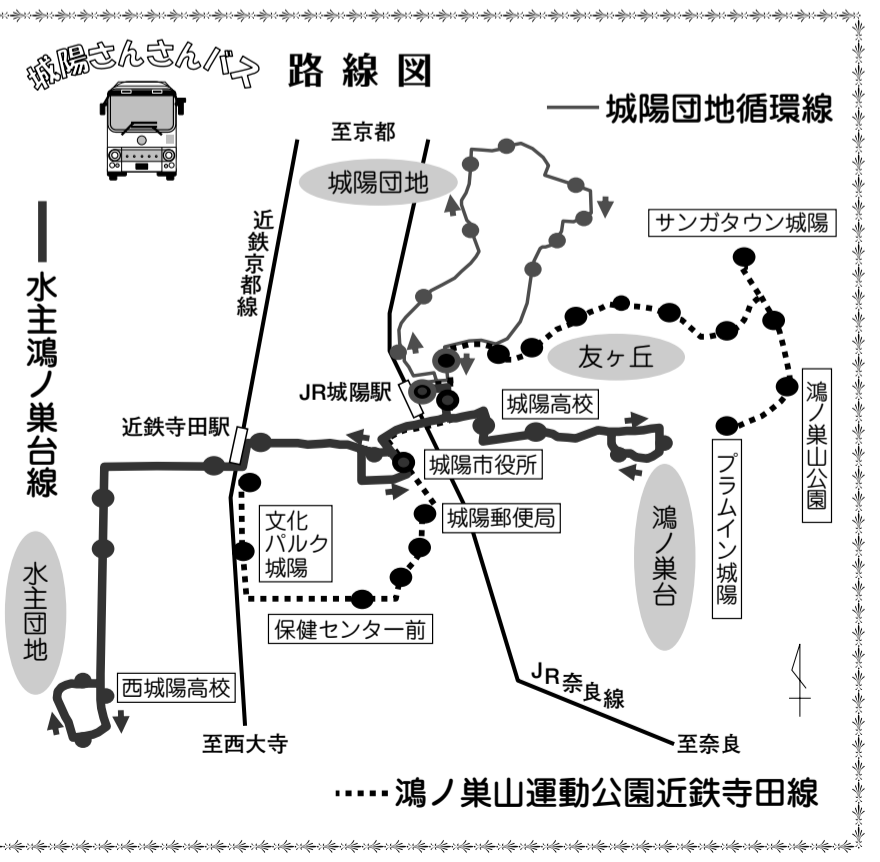 城陽さんさんバス
路線図
城陽団地循環線
至京都
城陽団地
サンガタウン城陽
近鉄京都線
水主鴻ノ巣台線
友ヶ丘
JR城陽駅
城陽高校
鴻ノ巣山公園
近鉄寺田駅
城陽市役所
プラムイン城陽
城陽郵便局
鴻ノ巣台
文化
パルク
城陽
水主団地
保健センター前
西城陽高校
JR奈良線
至西大寺
至奈良
鴻ノ巣山運動公園近鉄寺田線